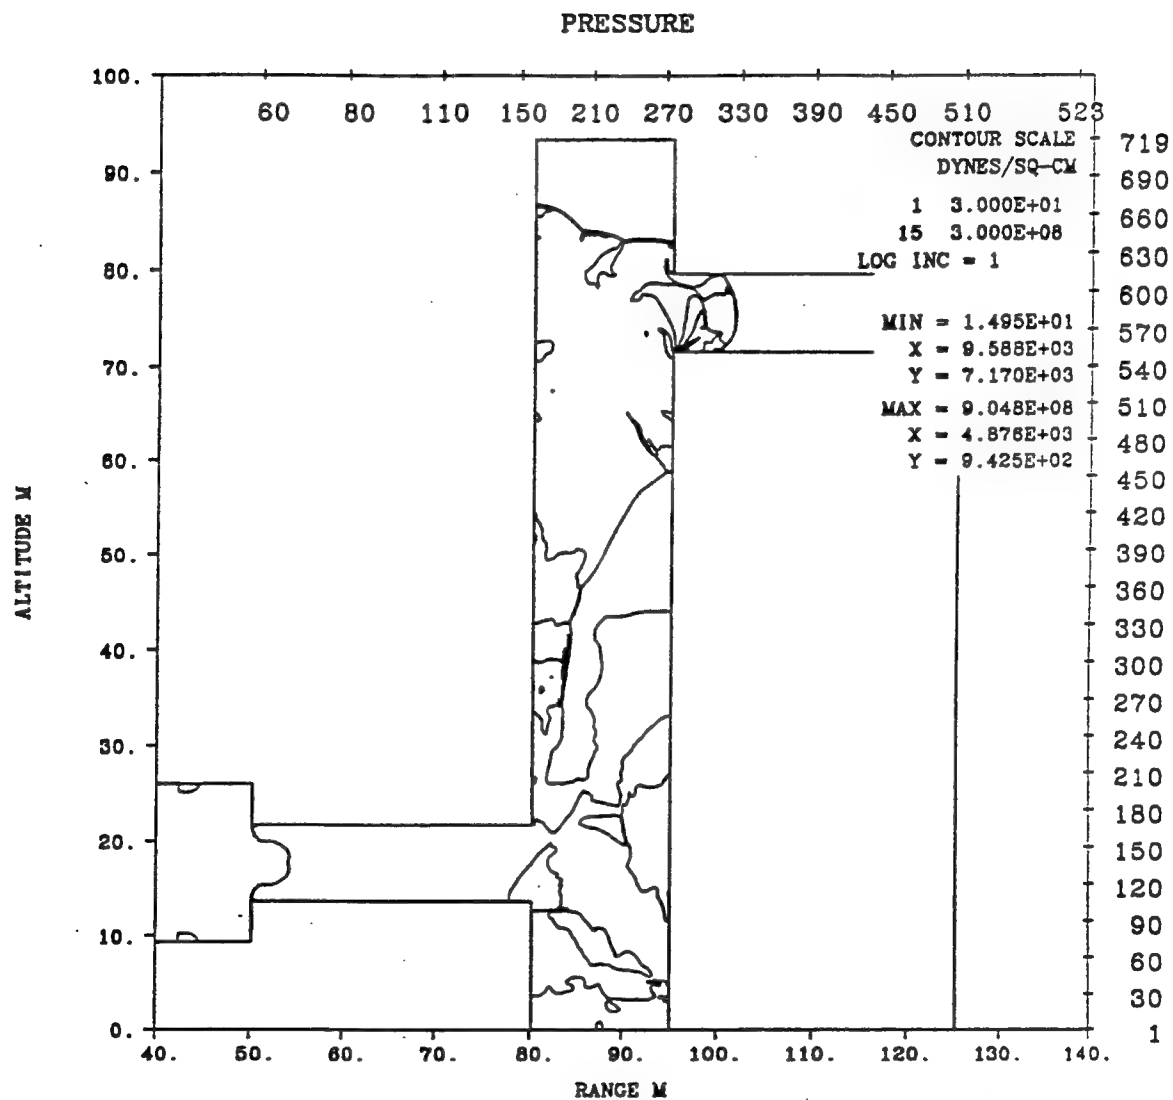 PRESSURE
100.
60 80 110 150 210 270 330 390 450 510 523
CONTOUR SCALE
DYNES/SQ-CM
1 3.000E+01
15 3.000E+08
LOG INC = 1
MIN = 1.495E+01
X = 9.588E+03
Y = 7.170E+03
MAX = 9.048E+08
X = 4.876E+03
Y = 9.425E+02
90.
80.
70.
60.
50.
40.
30.
20.
10.
0.
ALTITUDE M
719
690
660
630
600
570
540
510
480
450
420
390
360
330
300
270
240
210
180
150
120
90
60
30
1
40. 50. 60. 70. 80. 90. 100. 110. 120. 130. 140.
RANGE M